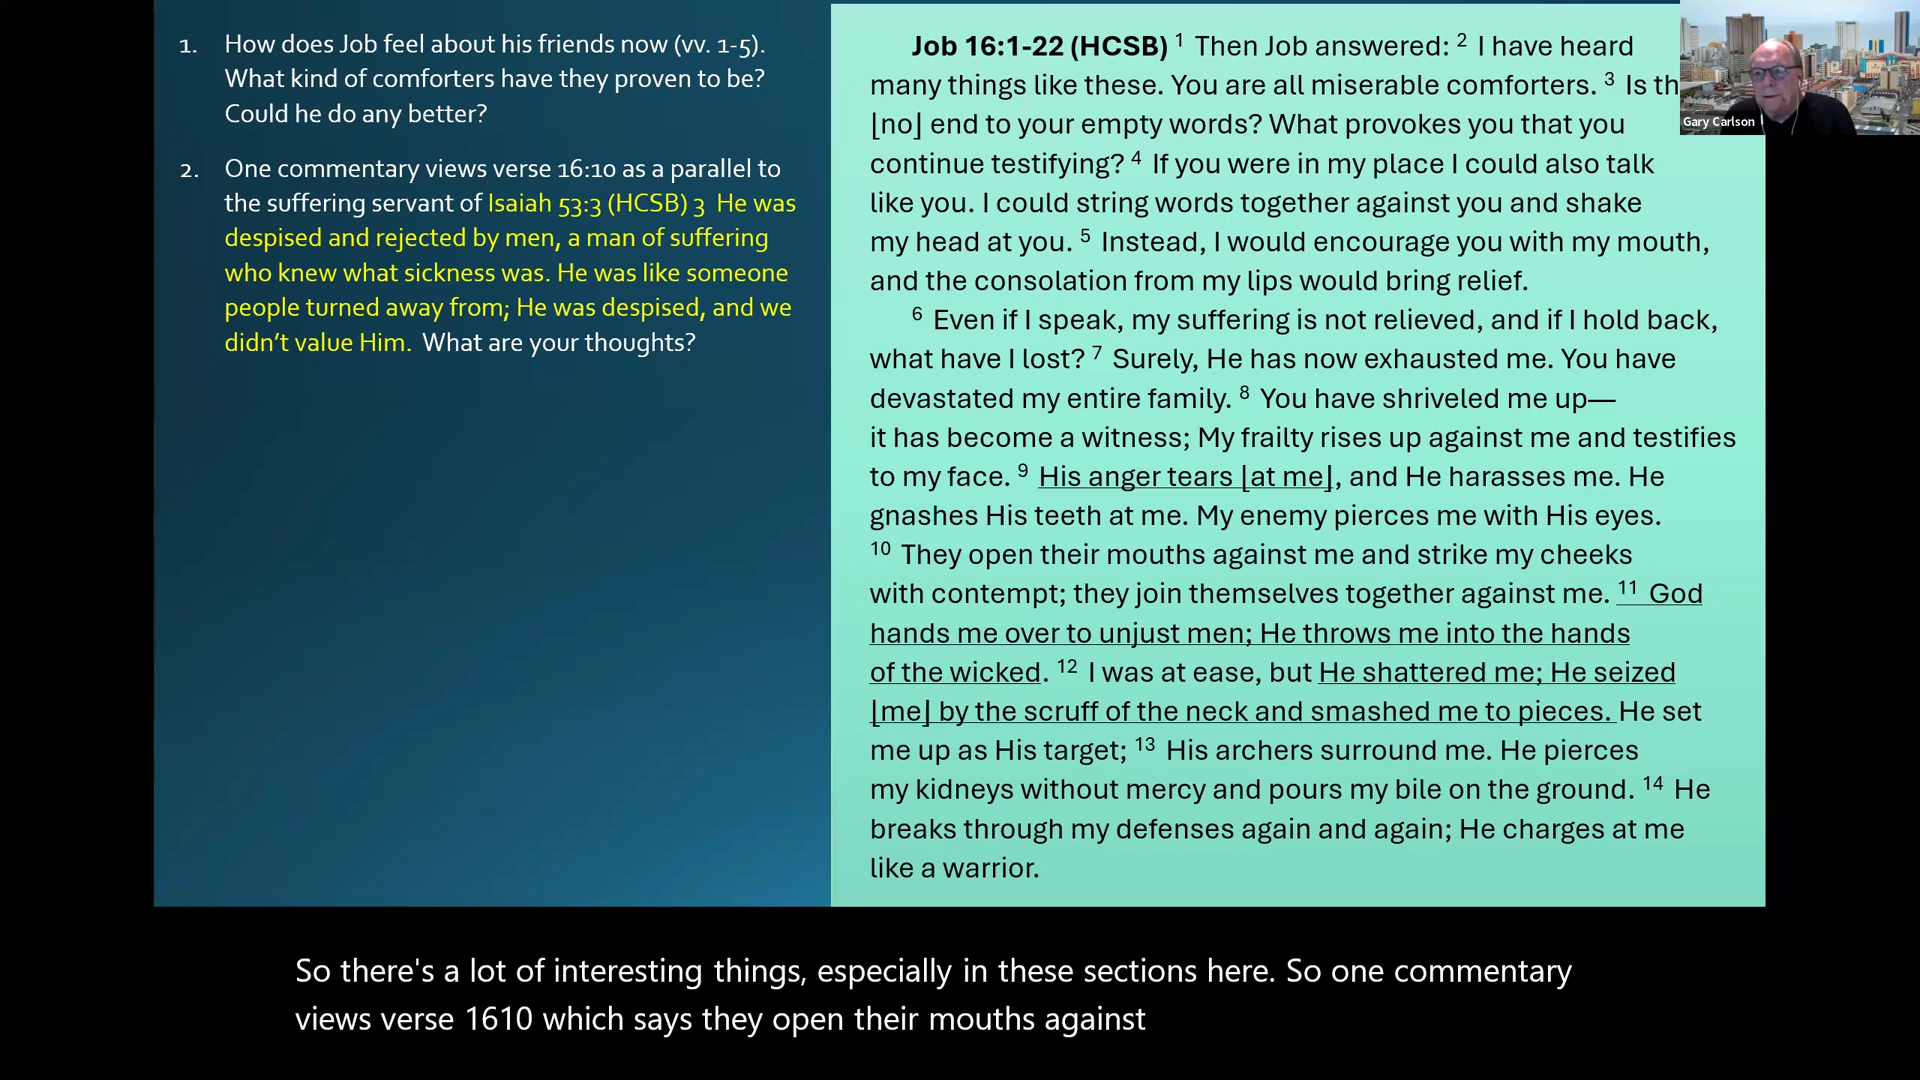 1. How does Job feel about his friends now (vv. 1-5).
What kind of comforters have they proven to be?
Could he do any better?
2. One commentary views verse 16:10 as a parallel to
the suffering servant of Isaiah 53:3 (HCSB) 3 He was
despised and rejected by men, a man of suffering
who knew what sickness was. He was like someone
people turned away from; He was despised, and we
didn’t value Him. What are your thoughts?
Job 16:1-22 (HCSB) 1 Then Job answered: 2 I have heard
many things like these. You are all miserable comforters. 3 Is th
[no] end to your empty words? What provokes you that you
continue testifying? 4 If you were in my place I could also talk
like you. I could string words together against you and shake
my head at you. 5 Instead, I would encourage you with my mouth,
and the consolation from my lips would bring relief.
6 Even if I speak, my suffering is not relieved, and if I hold back,
what have I lost? 7 Surely, He has now exhausted me. You have
devastated my entire family. 8 You have shriveled me up—
it has become a witness; My frailty rises up against me and testifies
to my face. 9 His anger tears [at me], and He harasses me. He
gnashes His teeth at me. My enemy pierces me with His eyes.
10 They open their mouths against me and strike my cheeks
with contempt; they join themselves together against me. 11 God
hands me over to unjust men; He throws me into the hands
of the wicked. 12 I was at ease, but He shattered me; He seized
[me] by the scruff of the neck and smashed me to pieces. He set
me up as His target; 13 His archers surround me. He pierces
my kidneys without mercy and pours my bile on the ground. 14 He
breaks through my defenses again and again; He charges at me
like a warrior.
Gary Carlson
So there's a lot of interesting things, especially in these sections here. So one commentary
views verse 1610 which says they open their mouths against